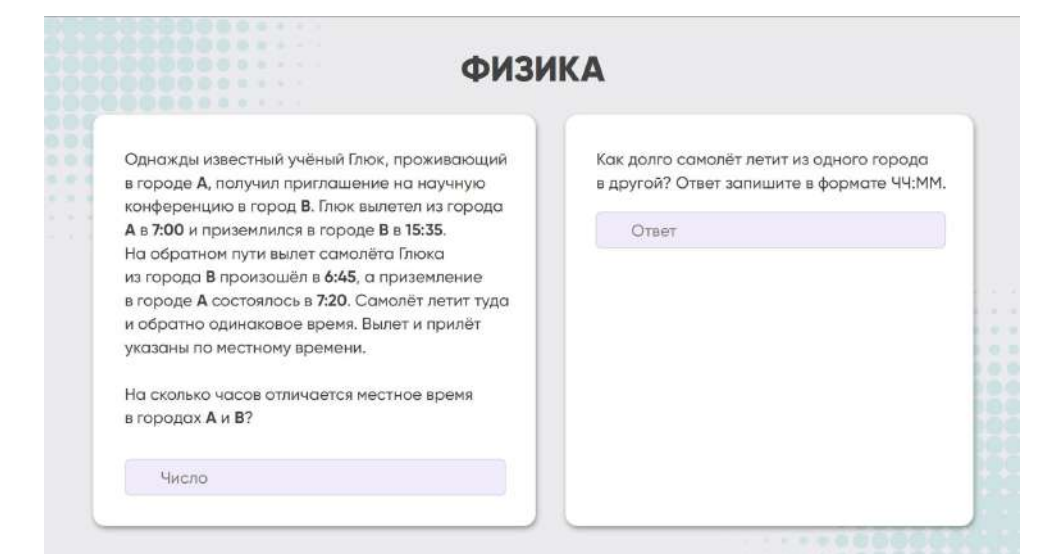 ФИЗИКА
Однажды известный учёный Глюк, проживающий
в городе А, получил приглашение на научную
конференцию в город В. Глюк вылетел из города
А в 7:00 и приземлился в городе В в 15:35.
На обратном пути вылет самолёта Глюка
из города В произошёл в 6:45, а приземление
в городе А состоялось в 7:20. Самолёт летит туда
и обратно одинаковое время. Вылет и прилёт
указаны по местному времени.
На сколько часов отличается местное время
в городах А и В?
Число
Как долго самолёт летит из одного города
в другой? Ответ запишите в формате ЧЧ:ММ.
Ответ